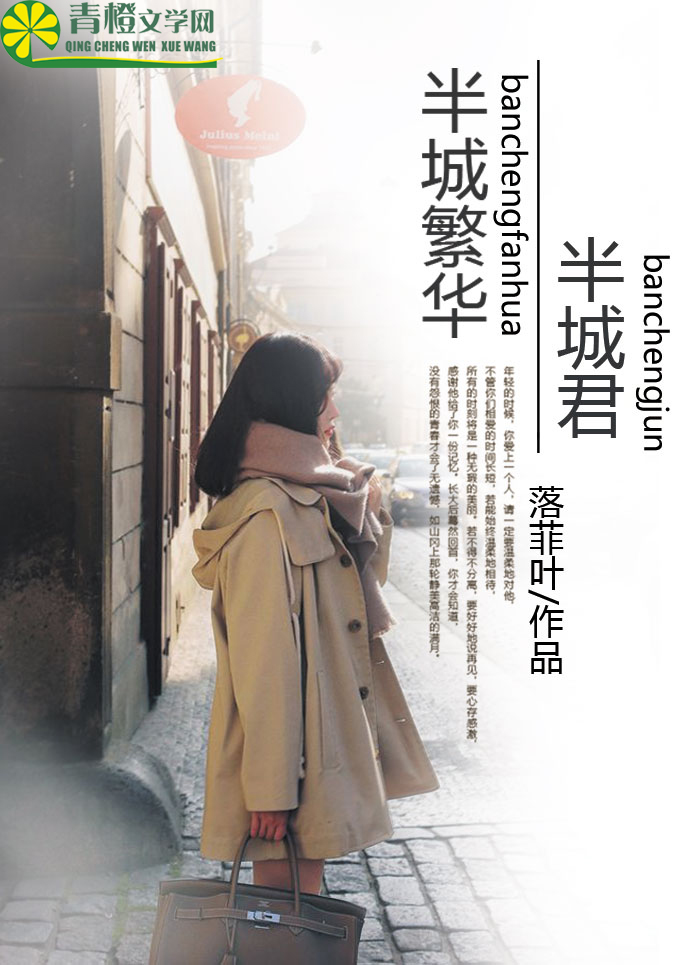 青橙文学网
QING CHENG WEN XUE WANG
Julius Meinl
半城繁华
banchengfanhua
半城君
banchengjun
落菲叶/作品
年轻的时候，你爱上一个人，请一定要温柔地对他，
不管你们相爱的时间长短，若能始终温柔地相待，
所有的时刻将是一种无瑕的美丽。若不得不分离，要好好地说再见，要心存感激，
感谢他给了你一份记忆。长大后蓦然回首，你才会知道，
没有怨恨的青春才会了无遗憾，如山冈上那轮静美高洁的满月。